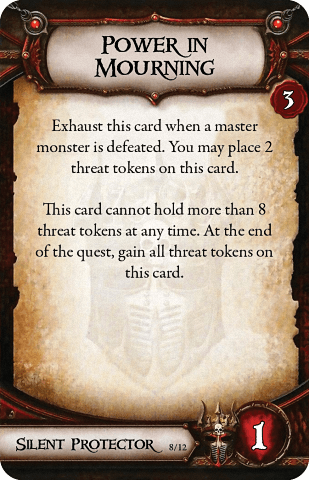 Power in
Mourning
3
Exhaust this card when a master
monster is defeated. You may place 2
threat tokens on this card.
This card cannot hold more than 8
threat tokens at any time. At the end
of the quest, gain all threat tokens on
this card.
Silent Protector 8/12
1